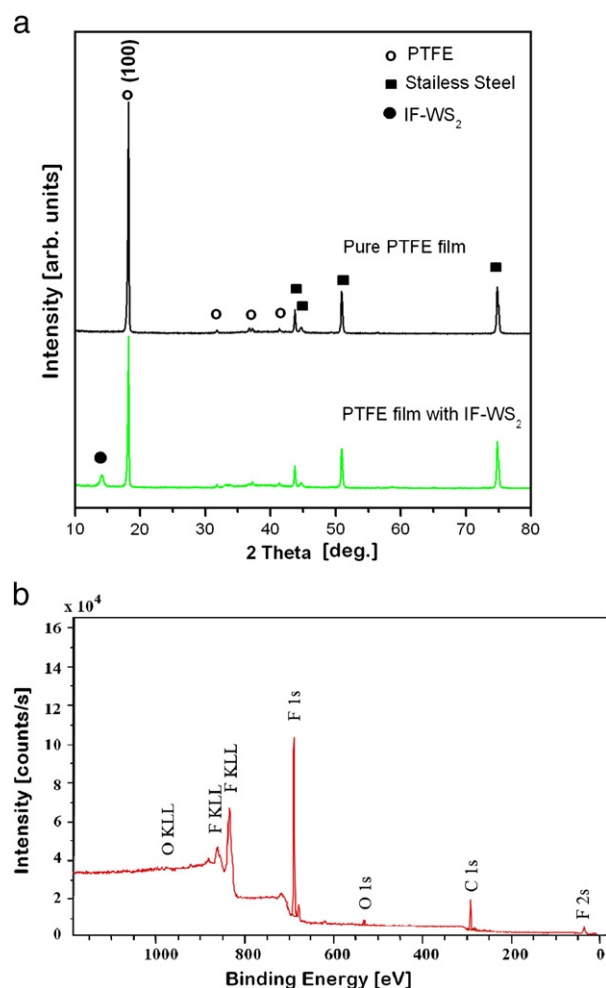 a
Intensity [arb. units]
(100)
PTFE
Stailess Steel
IF-WS₂
Pure PTFE film
PTFE film with IF-WS₂
10 20 30 40 50 60 70 80
2 Theta [deg.]
b
x 10⁴
Intensity [counts/s]
16
14
12
10
8
6
4
2
0
O KLL
F KLL
F KLL
F 1s
O 1s
C 1s
F 2s
1000 800 600 400 200 0
Binding Energy [eV]